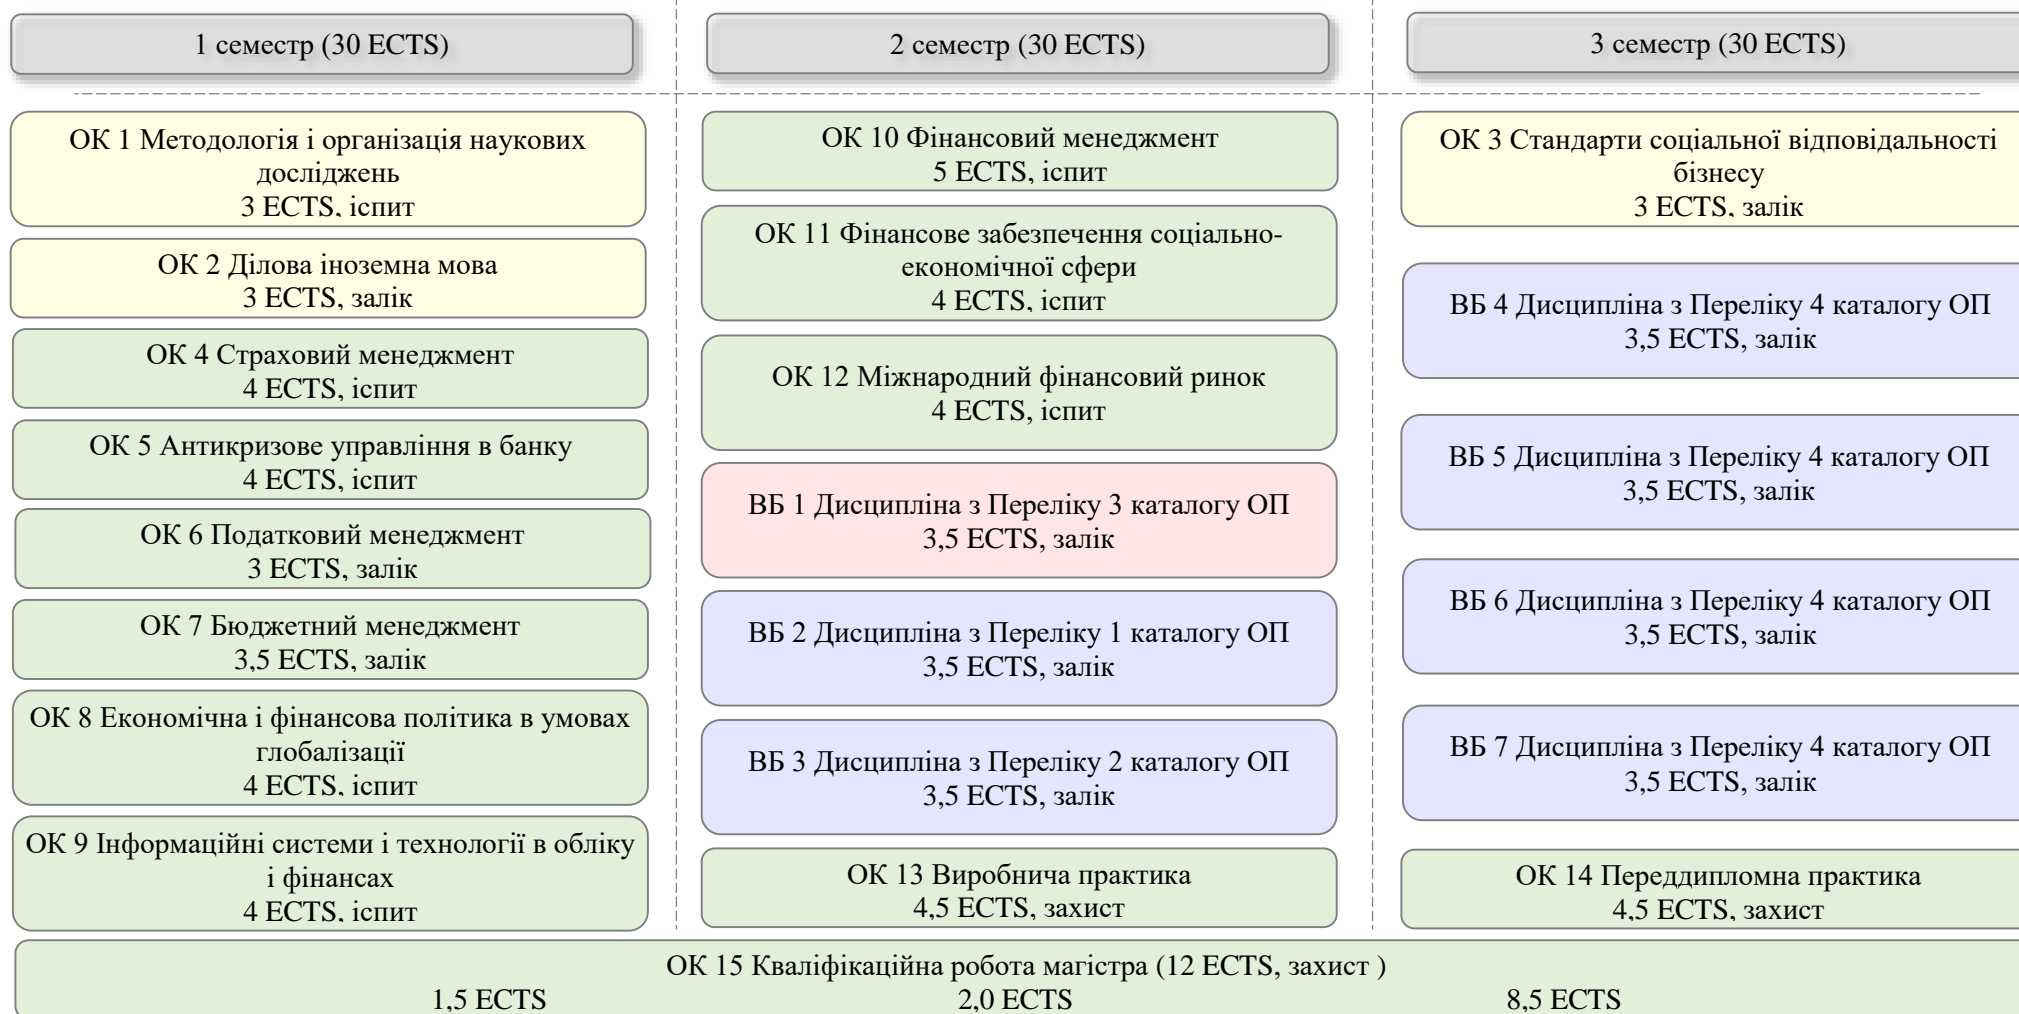 1 семестр (30 ECTS)
2 семестр (30 ECTS)
3 семестр (30 ECTS)
ОК 1 Методологія і організація наукових
досліджень
3 ECTS, іспит
ОК 2 Ділова іноземна мова
3 ECTS, залік
ОК 4 Страховий менеджмент
4 ECTS, іспит
ОК 5 Антикризове управління в банку
4 ECTS, іспит
ОК 6 Податковий менеджмент
3 ECTS, залік
ОК 7 Бюджетний менеджмент
3,5 ECTS, залік
ОК 8 Економічна і фінансова політика в умовах
глобалізації
4 ECTS, іспит
ОК 9 Інформаційні системи і технології в обліку
і фінансах
4 ECTS, іспит
ОК 10 Фінансовий менеджмент
5 ECTS, іспит
ОК 11 Фінансове забезпечення соціально-
економічної сфери
4 ECTS, іспит
ОК 12 Міжнародний фінансовий ринок
4 ECTS, іспит
ВБ 1 Дисципліна з Переліку 3 каталогу ОП
3,5 ECTS, залік
ВБ 2 Дисципліна з Переліку 1 каталогу ОП
3,5 ECTS, залік
ВБ 3 Дисципліна з Переліку 2 каталогу ОП
3,5 ECTS, залік
ОК 13 Виробнича практика
4,5 ECTS, захист
ОК 3 Стандарти соціальної відповідальності
бізнесу
3 ECTS, залік
ВБ 4 Дисципліна з Переліку 4 каталогу ОП
3,5 ECTS, залік
ВБ 5 Дисципліна з Переліку 4 каталогу ОП
3,5 ECTS, залік
ВБ 6 Дисципліна з Переліку 4 каталогу ОП
3,5 ECTS, залік
ВБ 7 Дисципліна з Переліку 4 каталогу ОП
3,5 ECTS, залік
ОК 14 Переддипломна практика
4,5 ECTS, захист
ОК 15 Кваліфікаційна робота магістра (12 ECTS, захист )
1,5 ECTS 2,0 ECTS 8,5 ECTS